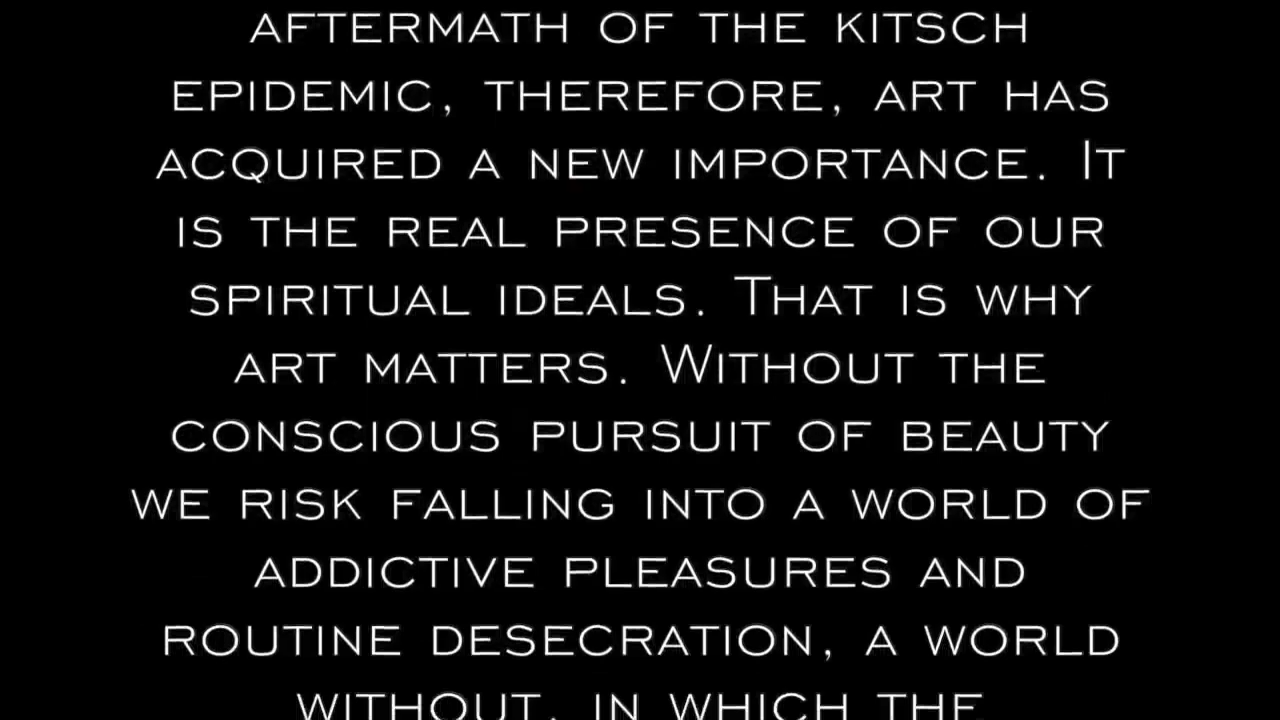 AFTERMATH OF THE KITSCH
EPIDEMIC, THEREFORE, ART HAS
ACQUIRED A NEW IMPORTANCE. IT
IS THE REAL PRESENCE OF OUR
SPIRITUAL IDEALS. THAT IS WHY
ART MATTERS. WITHOUT THE
CONSCIOUS PURSUIT OF BEAUTY
WE RISK FALLING INTO A WORLD OF
ADDICTIVE PLEASURES AND
ROUTINE DESECRATION, A WORLD
WITHOUT, IN WHICH THE